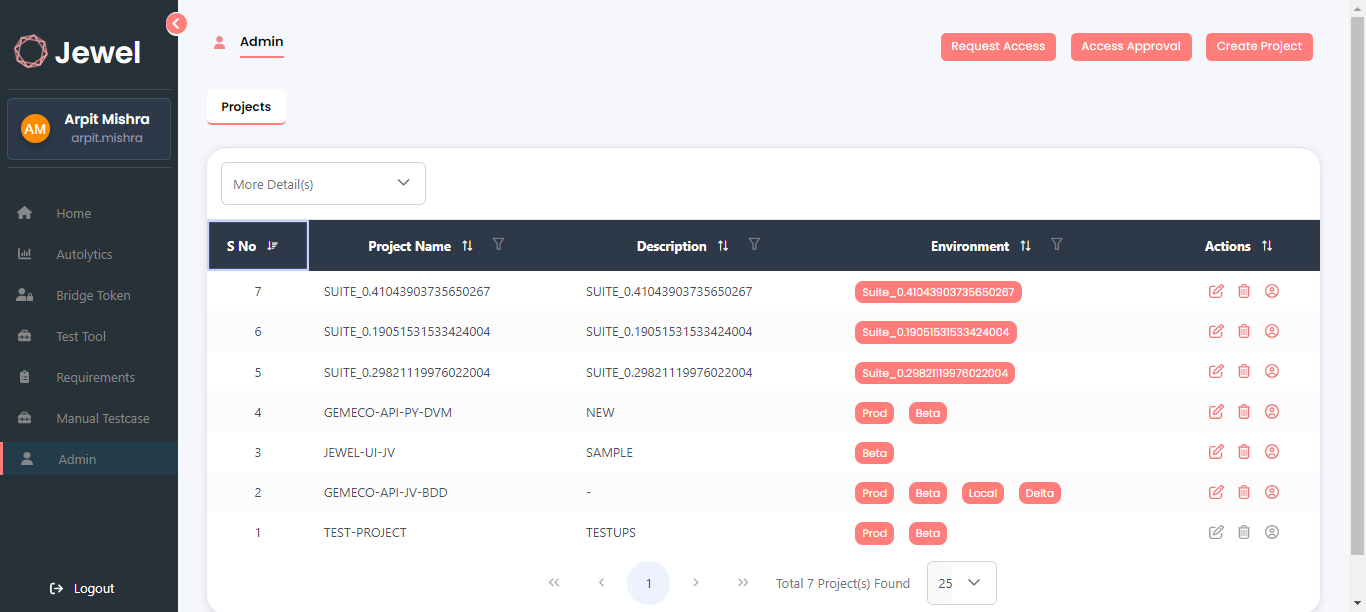 Jewel
AM
Arpit Mishra
arpit.mishra
Home
Autolytics
Bridge Token
Test Tool
Requirements
Manual Testcase
Admin
Logout
Admin
Request Access Access Approval Create Project
Projects
More Detail(s)
S No Project Name Description Environment Actions
7 SUITE_0.41043903735650267 SUITE_0.41043903735650267 Suite_0.41043903735650267
6 SUITE_0.19051531533424004 SUITE_0.19051531533424004 Suite_0.19051531533424004
5 SUITE_0.29821119976022004 SUITE_0.29821119976022004 Suite_0.29821119976022004
4 GEMECO-API-PY-DVM NEW Prod Beta
3 JEWEL-UI-JV SAMPLE Beta
2 GEMECO-API-JV-BDD - Prod Beta Local Delta
1 TEST-PROJECT TESTUPS Prod Beta
1 Total 7 Project(s) Found 25